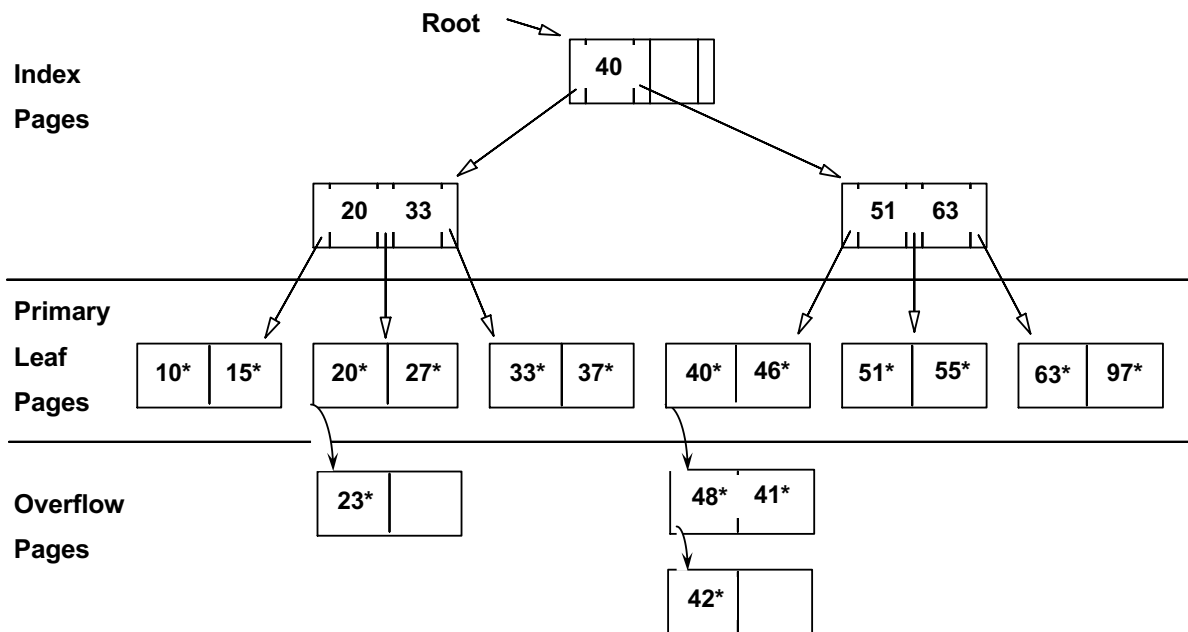 Root
Index
Pages
40
20 33
51 63
Primary
Leaf
Pages
10* 15*
20* 27*
33* 37*
40* 46*
51* 55*
63* 97*
Overflow
Pages
23*
48* 41*
42*